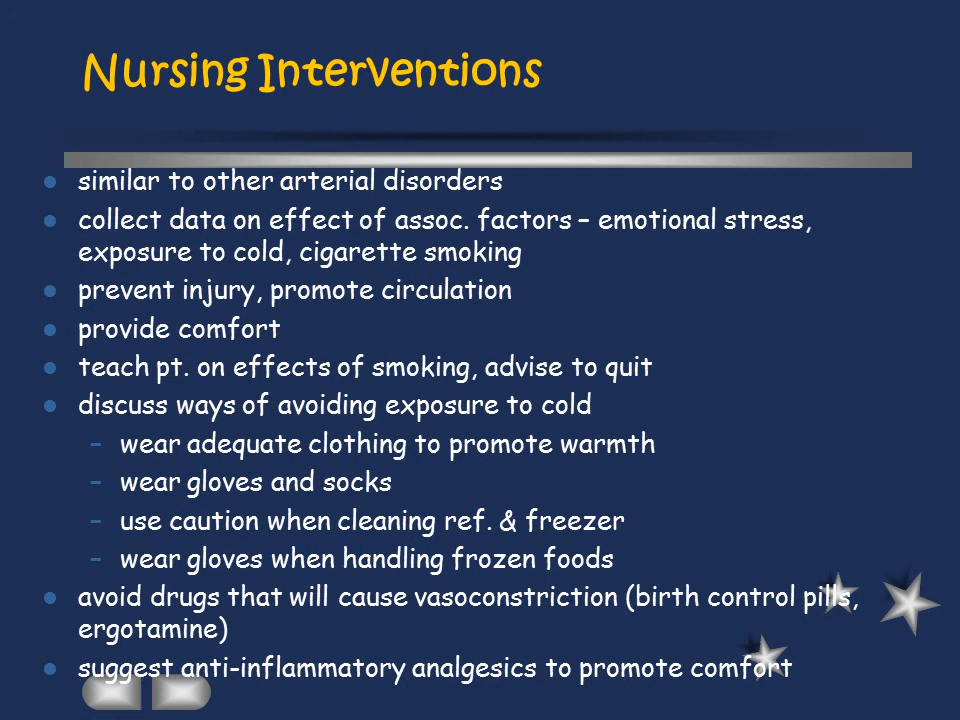 Nursing Interventions
similar to other arterial disorders
collect data on effect of assoc. factors – emotional stress,
exposure to cold, cigarette smoking
prevent injury, promote circulation
provide comfort
teach pt. on effects of smoking, advise to quit
discuss ways of avoiding exposure to cold
– wear adequate clothing to promote warmth
– wear gloves and socks
– use caution when cleaning ref. & freezer
– wear gloves when handling frozen foods
avoid drugs that will cause vasoconstriction (birth control pills,
ergotamine)
suggest anti-inflammatory analgesics to promote comfort